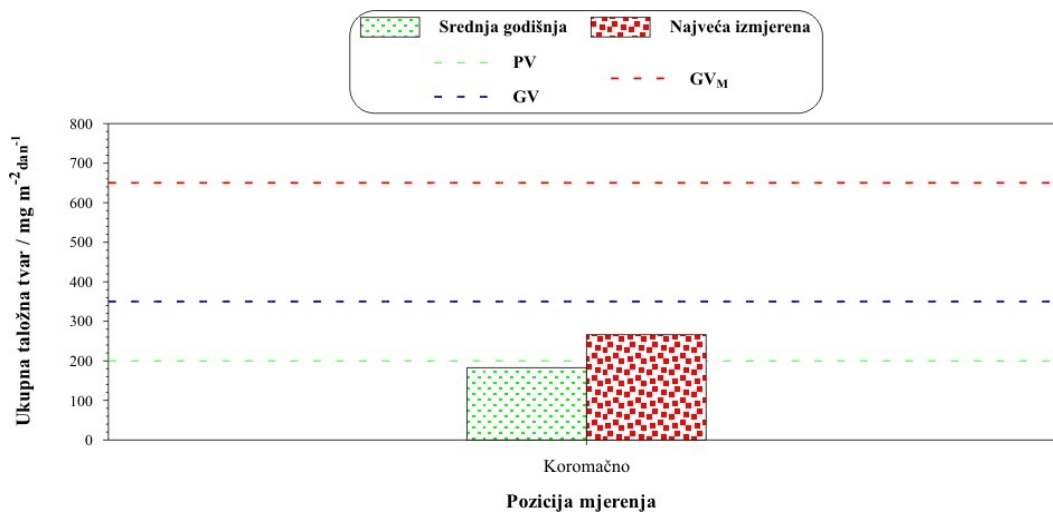 Srednja godišnja
Najveća izmjerena
PV
GV
GVM
Ukupna taložna tvar / mg m-2dan-1
800
700
600
500
400
300
200
100
0
Koromačno
Pozicija mjerenja